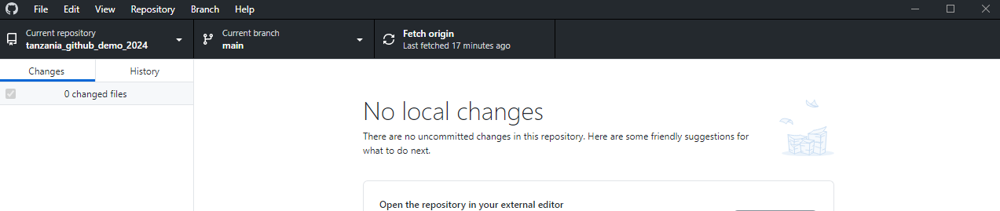 File Edit View Repository Branch Help
Current repository
tanzania_github_demo_2024
Current branch
main
Fetch origin
Last fetched 17 minutes ago
Changes History
0 changed files
No local changes
There are no uncommitted changes in this repository. Here are some friendly suggestions for
what to do next.
Open the repository in your external editor